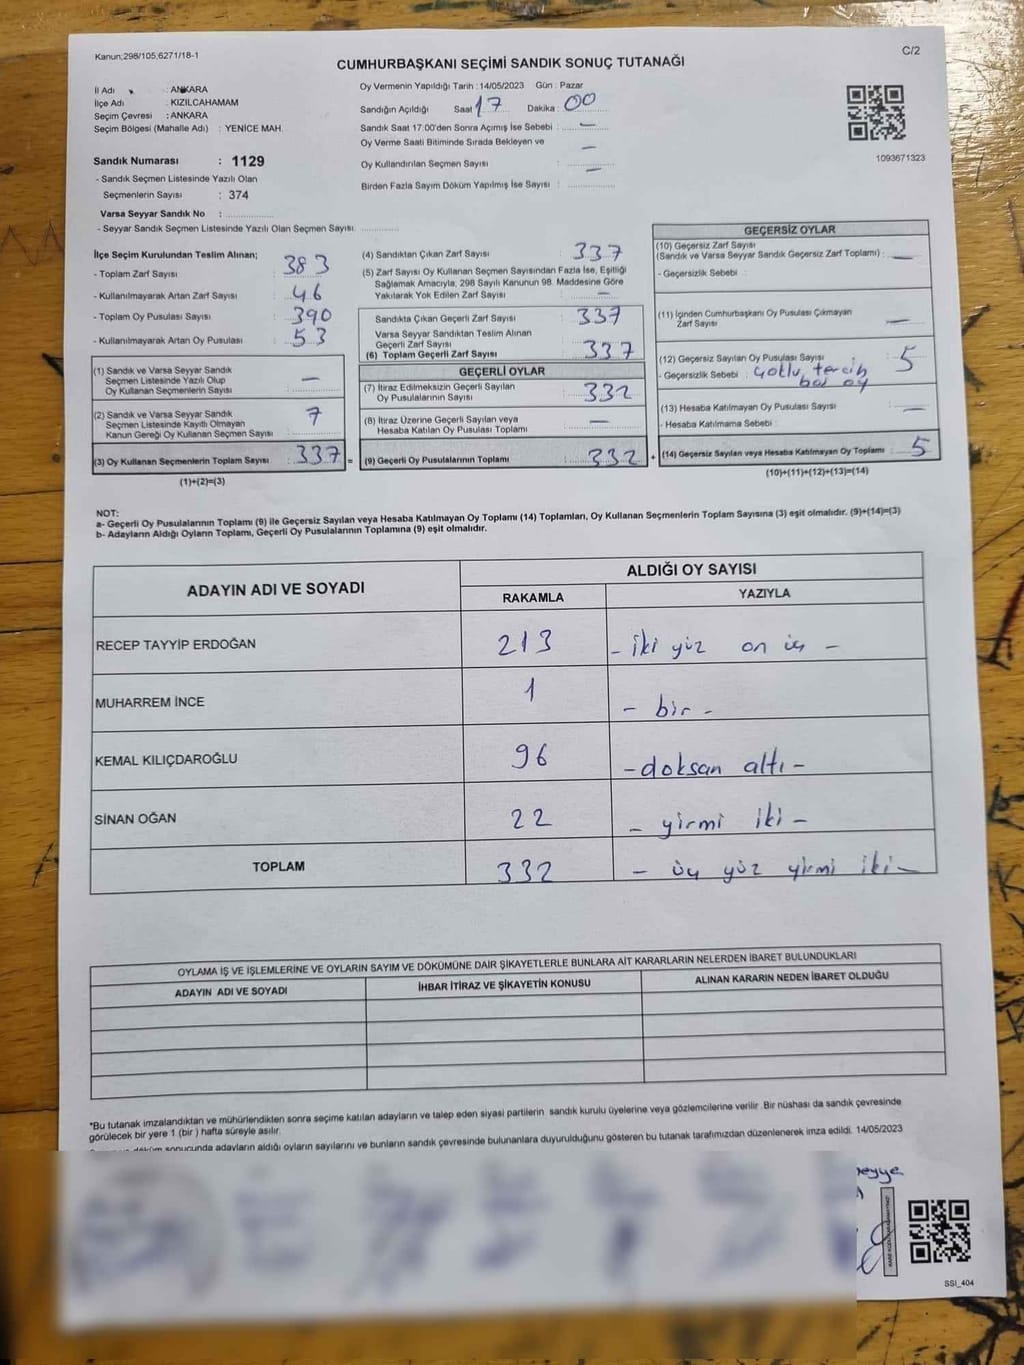 Kanun;298/105,6271/18-1
C/2
CUMHURBAŞKANI SEÇİMİ SANDIK SONUÇ TUTANAĞI
İl Adı : ANKARA
İlçe Adı : KIZILCAHAMAM
Seçim Çevresi : ANKARA
Seçim Bölgesi (Mahalle Adı) : YENİCE MAH.
Sandık Numarası : 1129
- Sandık Seçmen Listesinde Yazılı Olan
Seçmenlerin Sayısı : 374
Varsa Seyyar Sandık No :
- Seyyar Sandık Seçmen Listesinde Yazılı Olan Seçmen Sayısı
Oy Vermenin Yapıldığı Tarih : 14/05/2023 Gün : Pazar
Sandığın Açıldığı Saat 17 Dakika : 00
Sandık Saat 17:00'den Sonra Açımış İse Sebebi : —
Oy Verme Saati Bitiminde Sırada Bekleyen ve —
Oy Kullandırılan Seçmen Sayısı : —
Birden Fazla Sayım Döküm Yapılmış İse Sayısı :
1093671323
İlçe Seçim Kurulundan Teslim Alınan;
- Toplam Zarf Sayısı : 383
- Kullanılmayarak Artan Zarf Sayısı : 46
- Toplam Oy Pusulası Sayısı : 390
- Kullanılmayarak Artan Oy Pusulası : 53
(1) Sandık ve Varsa Seyyar Sandık
Seçmen Listesinde Yazılı Olup
Oy Kullanan Seçmenlerin Sayısı —
(2) Sandık ve Varsa Seyyar Sandık
Seçmen Listesinde Kayıtlı Olmayan
Kanun Gereği Oy Kullanan Seçmen Sayısı 7
(3) Oy Kullanan Seçmenlerin Toplam Sayısı 337 =
(1)+(2)=(3)
(4) Sandıktan Çıkan Zarf Sayısı : 337
(5) Zarf Sayısı Oy Kullanan Seçmen Sayısından Fazla İse, Eşitliği
Sağlamak Amacıyla, 298 Sayılı Kanunun 98. Maddesine Göre
Yakılarak Yok Edilen Zarf Sayısı : —
Sandıkta Çıkan Geçerli Zarf Sayısı : 337
Varsa Seyyar Sandıktan Teslim Alınan
Geçerli Zarf Sayısı
(6) Toplam Geçerli Zarf Sayısı : 337
GEÇERLİ OYLAR
(7) İtiraz Edilmeksizin Geçerli Sayılan
Oy Pusulalarının Sayısı : 332
(8) İtiraz Üzerine Geçerli Sayılan veya
Hesaba Katılan Oy Pusulası Toplamı : —
(9) Geçerli Oy Pusulalarının Toplamı : 332 +
GEÇERSİZ OYLAR
(10) Geçersiz Zarf Sayısı
(Sandık ve Varsa Seyyar Sandık Geçersiz Zarf Toplamı) : —
- Geçersizlik Sebebi :
(11) İçinden Cumhurbaşkanı Oy Pusulası Çıkmayan
Zarf Sayısı : —
(12) Geçersiz Sayılan Oy Pusulası Sayısı : 5
- Geçersizlik Sebebi : çoklu tercih
boş oy
(13) Hesaba Katılmayan Oy Pusulası Sayısı : —
- Hesaba Katılmama Sebebi :
(14) Geçersiz Sayılan veya Hesaba Katılmayan Oy Toplamı : 5
(10)+(11)+(12)+(13)=(14)
NOT:
a- Geçerli Oy Pusulalarının Toplamı (9) ile Geçersiz Sayılan veya Hesaba Katılmayan Oy Toplamı (14) Toplamları, Oy Kullanan Seçmenlerin Toplam Sayısına (3) eşit olmalıdır. (9)+(14)=(3)
b- Adayların Aldığı Oyların Toplamı, Geçerli Oy Pusulalarının Toplamına (9) eşit olmalıdır.
ADAYIN ADI VE SOYADI ALDIĞI OY SAYISI
RAKAMLA YAZIYLA
RECEP TAYYİP ERDOĞAN 213 - iki yüz on üç -
MUHARREM İNCE 1 - bir -
KEMAL KILIÇDAROĞLU 96 - doksan altı -
SİNAN OĞAN 22 - yirmi iki -
TOPLAM 332 - üç yüz yirmi iki -
OYLAMA İŞ VE İŞLEMLERİNE VE OYLARIN SAYIM VE DÖKÜMÜNE DAİR ŞİKAYETLERLE BUNLARA AİT KARARLARIN NELERDEN İBARET BULUNDUKLARI
ADAYIN ADI VE SOYADI İHBAR İTİRAZ VE ŞİKAYETİN KONUSU ALINAN KARARIN NEDEN İBARET OLDUĞU
*Bu tutanak imzalandıktan ve mühürlendikten sonra seçime katılan adayların ve talep eden siyasi partilerin sandık kurulu üyelerine veya gözlemcilerine verilir. Bir nüshası da sandık çevresinde
görülecek bir yere 1 (bir) hafta süreyle asılır.
sonucunda adayların aldığı oyların sayılarını ve bunların sandık çevresinde bulunanlara duyurulduğunu gösteren bu tutanak tarafımızdan düzenlenerek imza edildi. 14/05/2023
SSI_404